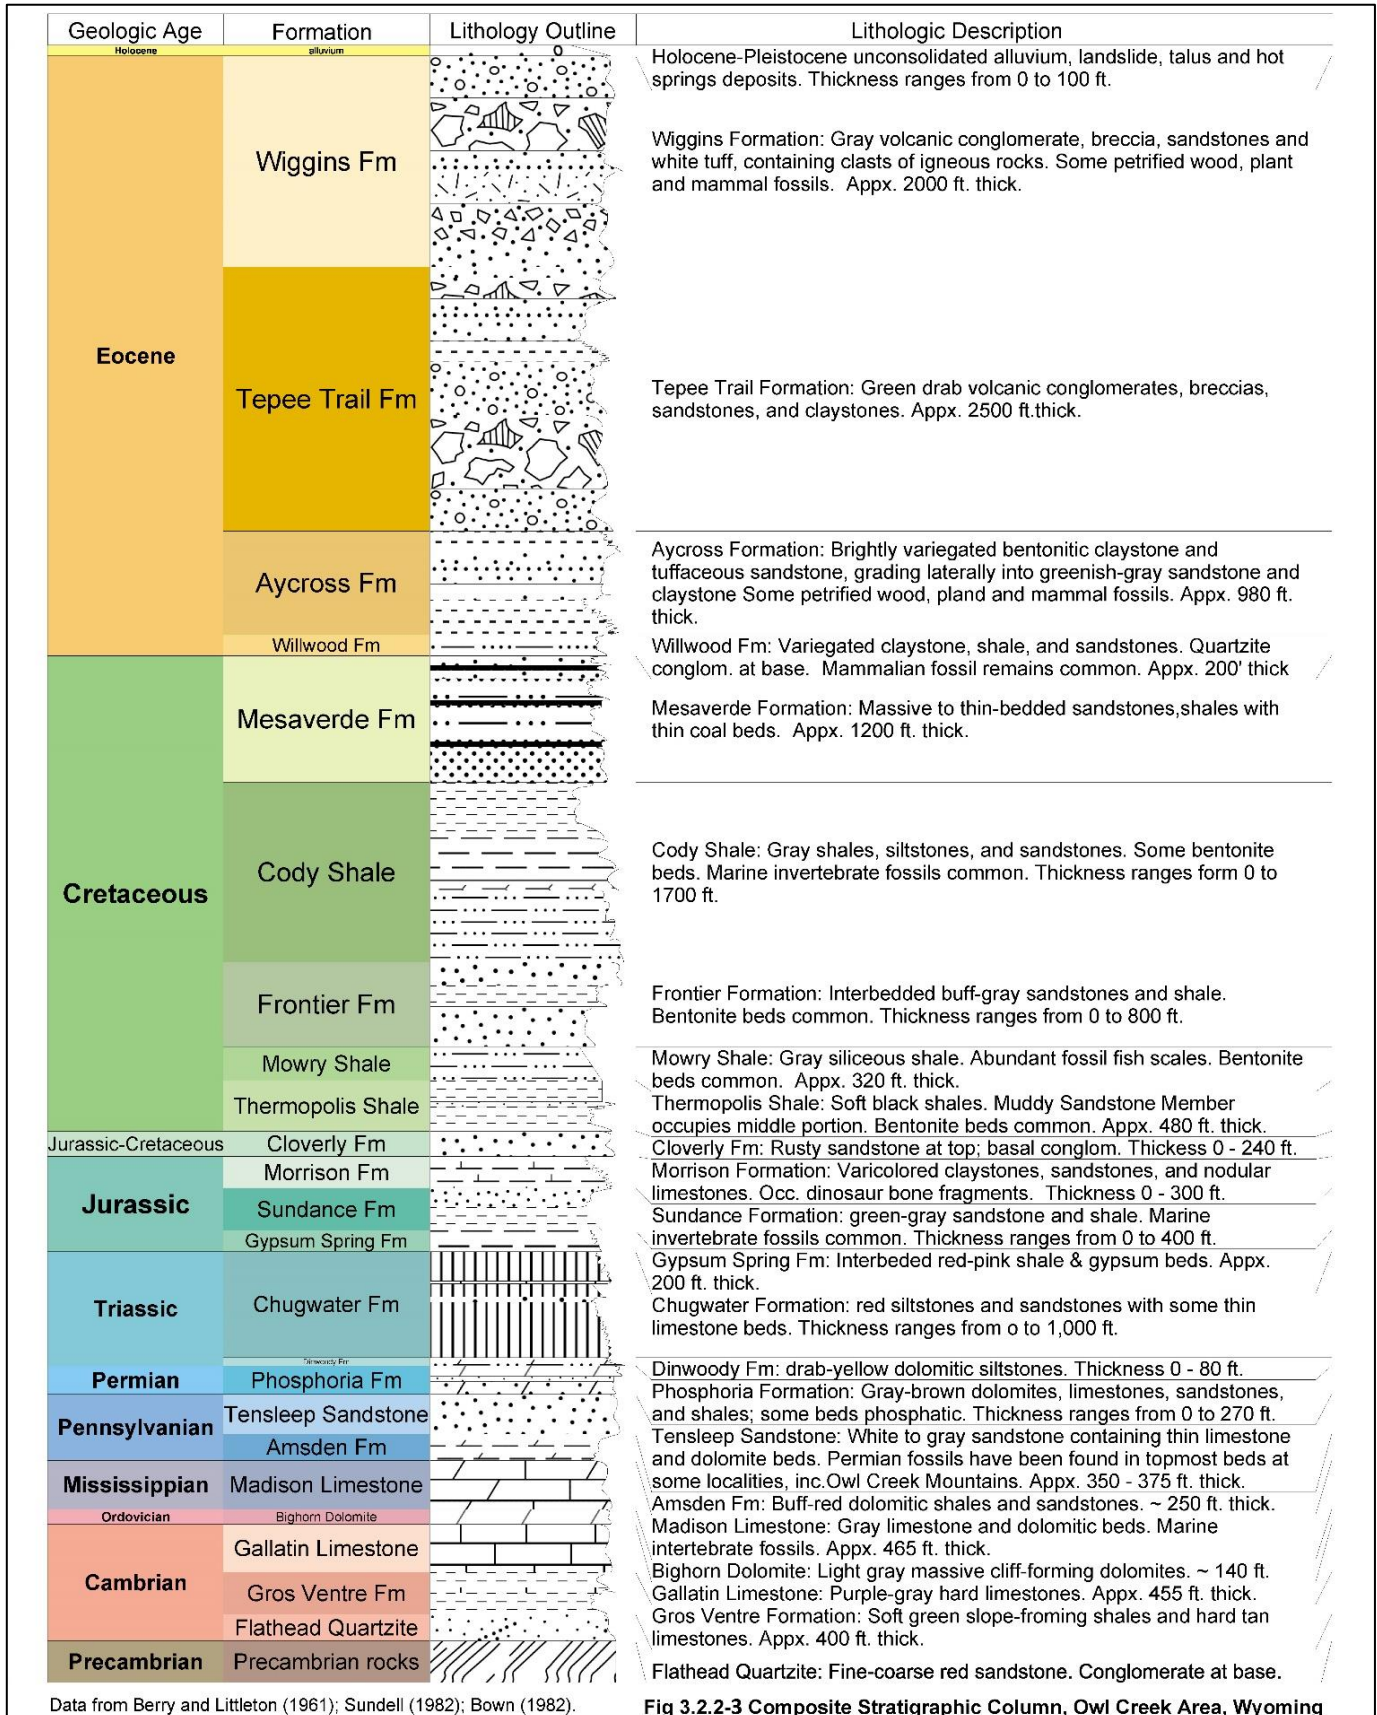 Geologic Age
Formation
Lithology Outline
Lithologic Description
Holocene
alluvium
Holocene-Pleistocene unconsolidated alluvium, landslide, talus and hot
springs deposits. Thickness ranges from 0 to 100 ft.
Eocene
Wiggins Fm
Wiggins Formation: Gray volcanic conglomerate, breccia, sandstones and
white tuff, containing clasts of igneous rocks. Some petrified wood, plant
and mammal fossils. Appx. 2000 ft. thick.
Tepee Trail Fm
Tepee Trail Formation: Green drab volcanic conglomerates, breccias,
sandstones, and claystones. Appx. 2500 ft.thick.
Aycross Fm
Aycross Formation: Brightly variegated bentonitic claystone and
tuffaceous sandstone, grading laterally into greenish-gray sandstone and
claystone Some petrified wood, pland and mammal fossils. Appx. 980 ft.
thick.
Willwood Fm
Willwood Fm: Variegated claystone, shale, and sandstones. Quartzite
conglom. at base. Mammalian fossil remains common. Appx. 200' thick
Cretaceous
Mesaverde Fm
Mesaverde Formation: Massive to thin-bedded sandstones,shales with
thin coal beds. Appx. 1200 ft. thick.
Cody Shale
Cody Shale: Gray shales, siltstones, and sandstones. Some bentonite
beds. Marine invertebrate fossils common. Thickness ranges form 0 to
1700 ft.
Frontier Fm
Frontier Formation: Interbedded buff-gray sandstones and shale.
Bentonite beds common. Thickness ranges from 0 to 800 ft.
Mowry Shale
Mowry Shale: Gray siliceous shale. Abundant fossil fish scales. Bentonite
beds common. Appx. 320 ft. thick.
Thermopolis Shale
Thermopolis Shale: Soft black shales. Muddy Sandstone Member
occupies middle portion. Bentonite beds common. Appx. 480 ft. thick.
Jurassic-Cretaceous
Cloverly Fm
Cloverly Fm: Rusty sandstone at top; basal conglom. Thickess 0 - 240 ft.
Jurassic
Morrison Fm
Morrison Formation: Varicolored claystones, sandstones, and nodular
limestones. Occ. dinosaur bone fragments. Thickness 0 - 300 ft.
Sundance Fm
Sundance Formation: green-gray sandstone and shale. Marine
invertebrate fossils common. Thickness ranges from 0 to 400 ft.
Gypsum Spring Fm
Gypsum Spring Fm: Interbeded red-pink shale & gypsum beds. Appx.
200 ft. thick.
Triassic
Chugwater Fm
Chugwater Formation: red siltstones and sandstones with some thin
limestone beds. Thickness ranges from o to 1,000 ft.
Dinwoody Fm
Dinwoody Fm: drab-yellow dolomitic siltstones. Thickness 0 - 80 ft.
Permian
Phosphoria Fm
Phosphoria Formation: Gray-brown dolomites, limestones, sandstones,
and shales; some beds phosphatic. Thickness ranges from 0 to 270 ft.
Pennsylvanian
Tensleep Sandstone
Tensleep Sandstone: White to gray sandstone containing thin limestone
and dolomite beds. Permian fossils have been found in topmost beds at
some localities, inc.Owl Creek Mountains. Appx. 350 - 375 ft. thick.
Amsden Fm
Amsden Fm: Buff-red dolomitic shales and sandstones. ~ 250 ft. thick.
Mississippian
Madison Limestone
Madison Limestone: Gray limestone and dolomitic beds. Marine
intertebrate fossils. Appx. 465 ft. thick.
Ordovician
Bighorn Dolomite
Bighorn Dolomite: Light gray massive cliff-forming dolomites. ~ 140 ft.
Cambrian
Gallatin Limestone
Gallatin Limestone: Purple-gray hard limestones. Appx. 455 ft. thick.
Gros Ventre Fm
Gros Ventre Formation: Soft green slope-froming shales and hard tan
limestones. Appx. 400 ft. thick.
Flathead Quartzite
Flathead Quartzite: Fine-coarse red sandstone. Conglomerate at base.
Precambrian
Precambrian rocks
Data from Berry and Littleton (1961); Sundell (1982); Bown (1982).
Fig 3.2.2-3 Composite Stratigraphic Column, Owl Creek Area, Wyoming